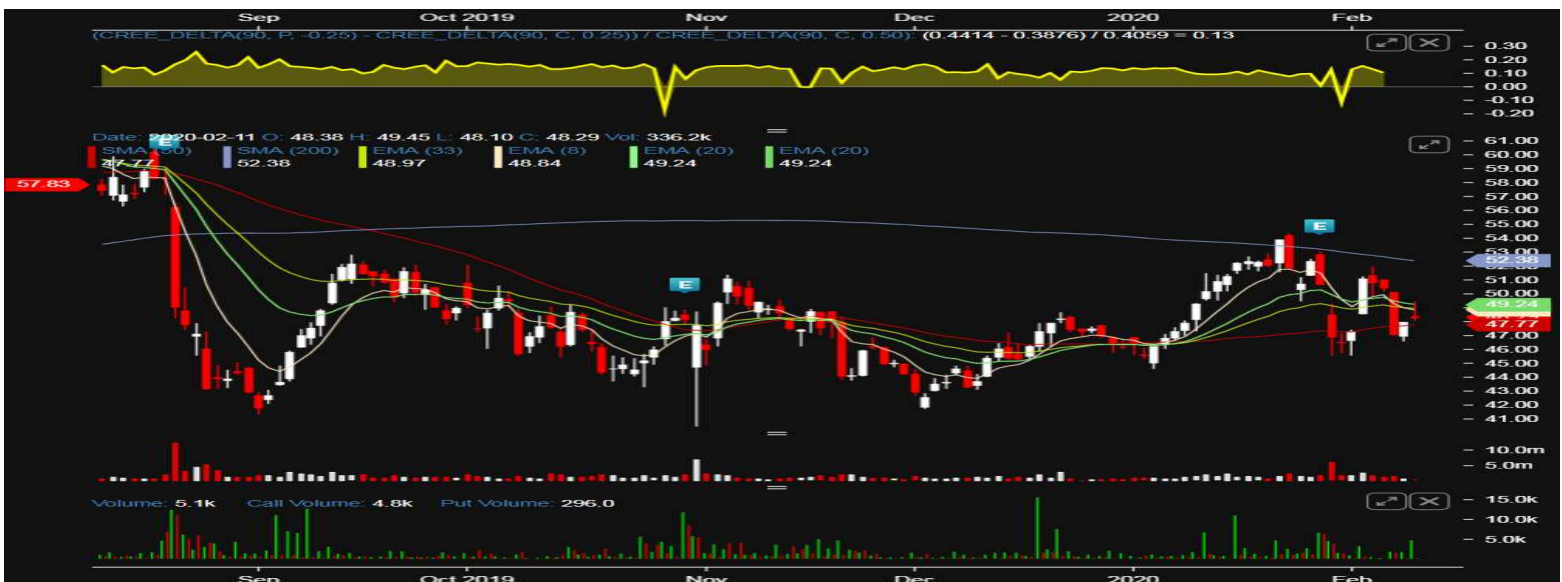 Sep Oct 2019 Nov Dec 2020 Feb
(CREE_DELTA(90, P, -0.25) - CREE_DELTA(90, C, 0.25)) / CREE_DELTA(90, C, 0.50): (0.4414 - 0.3876) / 0.4059 = 0.13
0.30
0.20
0.10
0.00
-0.10
-0.20
Date: 2020-02-11 O: 48.38 H: 49.45 L: 48.10 C: 48.29 Vol: 336.2k
SMA (50) SMA (200) EMA (33) EMA (8) EMA (20) EMA (20)
47.77 52.38 48.97 48.84 49.24 49.24
E
E
E
57.83
61.00
60.00
59.00
58.00
57.00
56.00
55.00
54.00
53.00
52.38
51.00
50.00
49.24
47.77
47.00
46.00
45.00
44.00
43.00
42.00
41.00
10.0m
5.0m
Volume: 5.1k Call Volume: 4.8k Put Volume: 296.0
15.0k
10.0k
5.0k
Sep Oct 2019 Nov Dec 2020 Feb